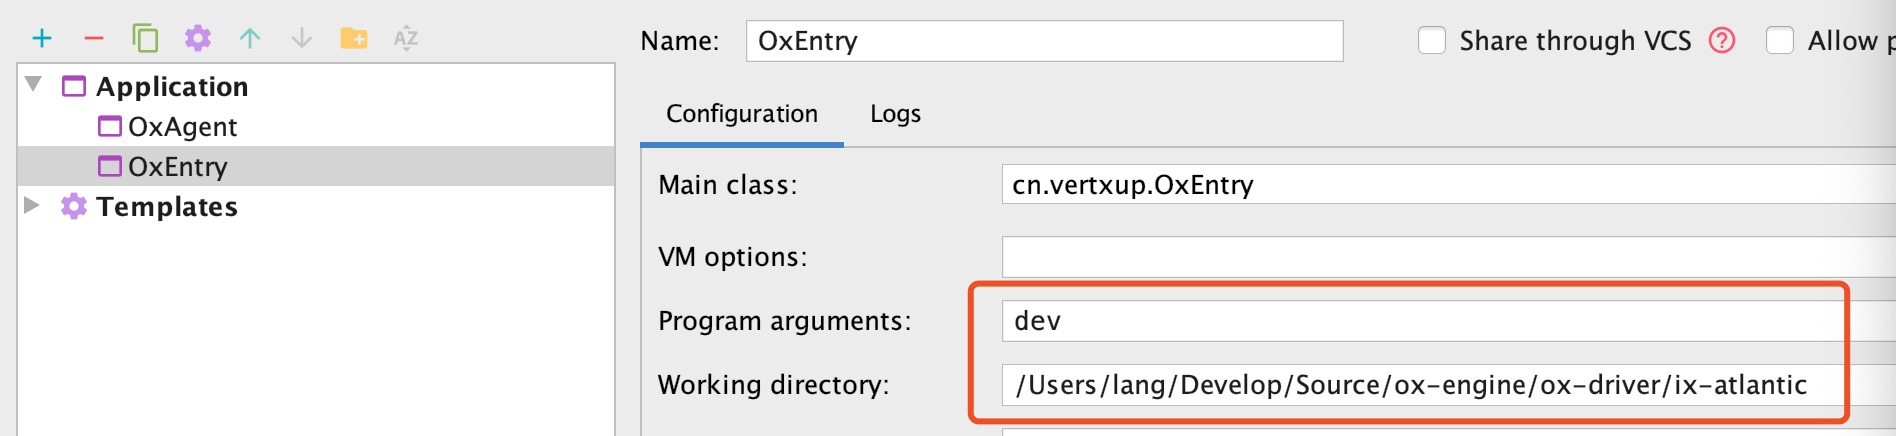 AZ
Name: OxEntry
Share through VCS ? Allow p
Application
OxAgent
OxEntry
Templates
Configuration Logs
Main class: cn.vertxup.OxEntry
VM options:
Program arguments: dev
Working directory: /Users/lang/Develop/Source/ox-engine/ox-driver/ix-atlantic